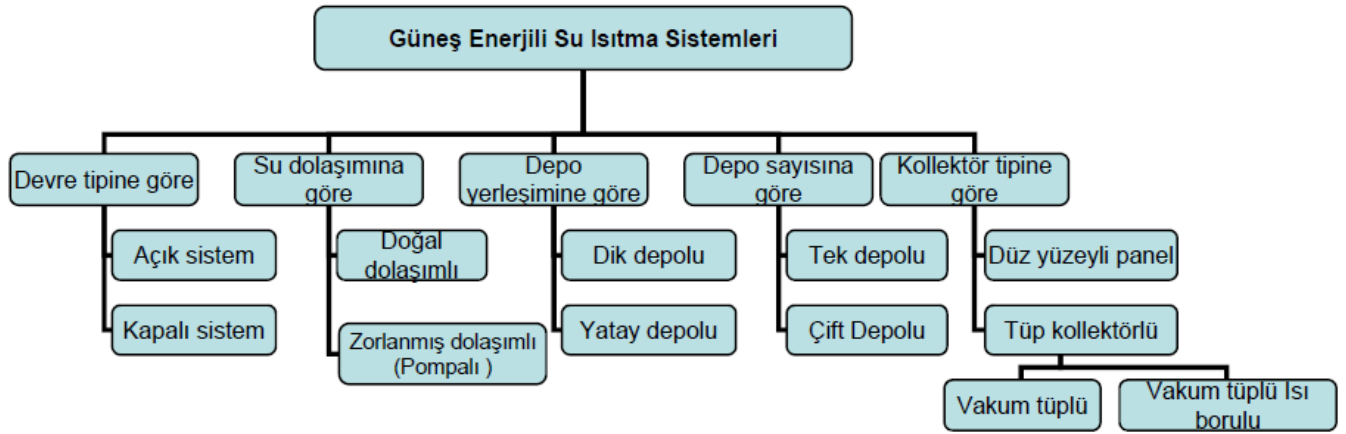 Güneş Enerjili Su Isıtma Sistemleri
Devre tipine göre
Su dolaşımına
göre
Depo
yerleşimine göre
Depo sayısına
göre
Kollektör tipine
göre
Açık sistem
Doğal
dolaşımlı
Dik depolu
Tek depolu
Düz yüzeyli panel
Kapalı sistem
Zorlanmış dolaşımlı
(Pompalı )
Yatay depolu
Çift Depolu
Tüp kollektörlü
Vakum tüplü
Vakum tüplü Isı
borulu